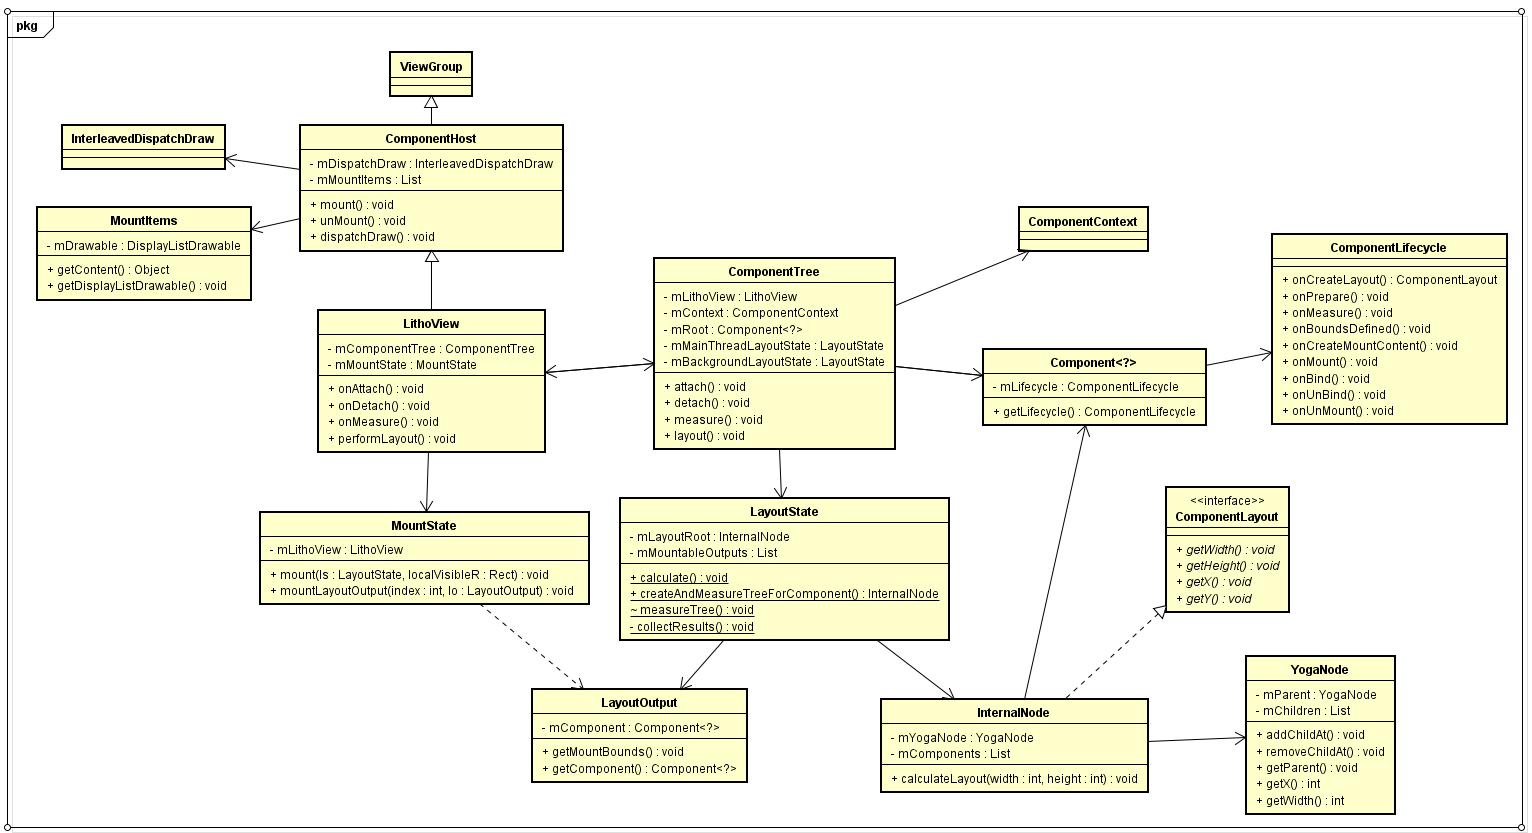 pkg
ViewGroup
InterleavedDispatchDraw
ComponentHost
- mDispatchDraw : InterleavedDispatchDraw
- mMountItems : List
+ mount() : void
+ unMount() : void
+ dispatchDraw() : void
MountItems
- mDrawable : DisplayListDrawable
+ getContent() : Object
+ getDisplayListDrawable() : void
ComponentContext
ComponentLifecycle
+ onCreateLayout() : ComponentLayout
+ onPrepare() : void
+ onMeasure() : void
+ onBoundsDefined() : void
+ onCreateMountContent() : void
+ onMount() : void
+ onBind() : void
+ onUnBind() : void
+ onUnMount() : void
ComponentTree
- mLithoView : LithoView
- mContext : ComponentContext
- mRoot : Component<?>
- mMainThreadLayoutState : LayoutState
- mBackgroundLayoutState : LayoutState
+ attach() : void
+ detach() : void
+ measure() : void
+ layout() : void
LithoView
- mComponentTree : ComponentTree
- mMountState : MountState
+ onAttach() : void
+ onDetach() : void
+ onMeasure() : void
+ performLayout() : void
Component<?>
- mLifecycle : ComponentLifecycle
+ getLifecycle() : ComponentLifecycle
<<interface>>
ComponentLayout
+ getWidth() : void
+ getHeight() : void
+ getX() : void
+ getY() : void
MountState
- mLithoView : LithoView
+ mount(ls : LayoutState, localVisibleR : Rect) : void
+ mountLayoutOutput(index : int, lo : LayoutOutput) : void
LayoutState
- mLayoutRoot : InternalNode
- mMountableOutputs : List
+ calculate() : void
+ createAndMeasureTreeForComponent() : InternalNode
~ measureTree() : void
- collectResults() : void
LayoutOutput
- mComponent : Component<?>
+ getMountBounds() : void
+ getComponent() : Component<?>
InternalNode
- mYogaNode : YogaNode
- mComponents : List
+ calculateLayout(width : int, height : int) : void
YogaNode
- mParent : YogaNode
- mChildren : List
+ addChildAt() : void
+ removeChildAt() : void
+ getParent() : void
+ getX() : int
+ getWidth() : int